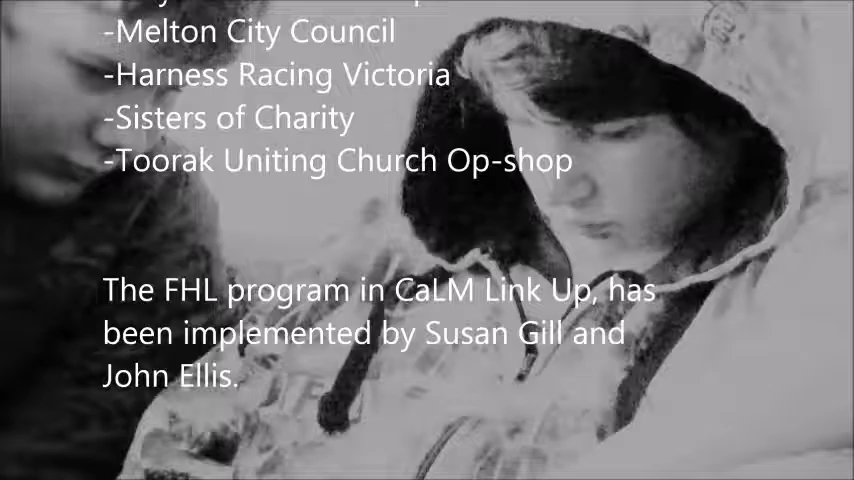 -Melton City Council
-Harness Racing Victoria
-Sisters of Charity
-Toorak Uniting Church Op-shop
The FHL program in CaLM Link Up, has
been implemented by Susan Gill and
John Ellis.